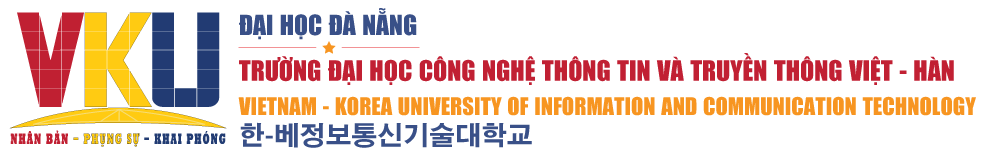 VKU
NHÂN BẢN – PHỤNG SỰ – KHAI PHÓNG
ĐẠI HỌC ĐÀ NẴNG
TRƯỜNG ĐẠI HỌC CÔNG NGHỆ THÔNG TIN VÀ TRUYỀN THÔNG VIỆT - HÀN
VIETNAM - KOREA UNIVERSITY OF INFORMATION AND COMMUNICATION TECHNOLOGY
한-베정보통신기술대학교